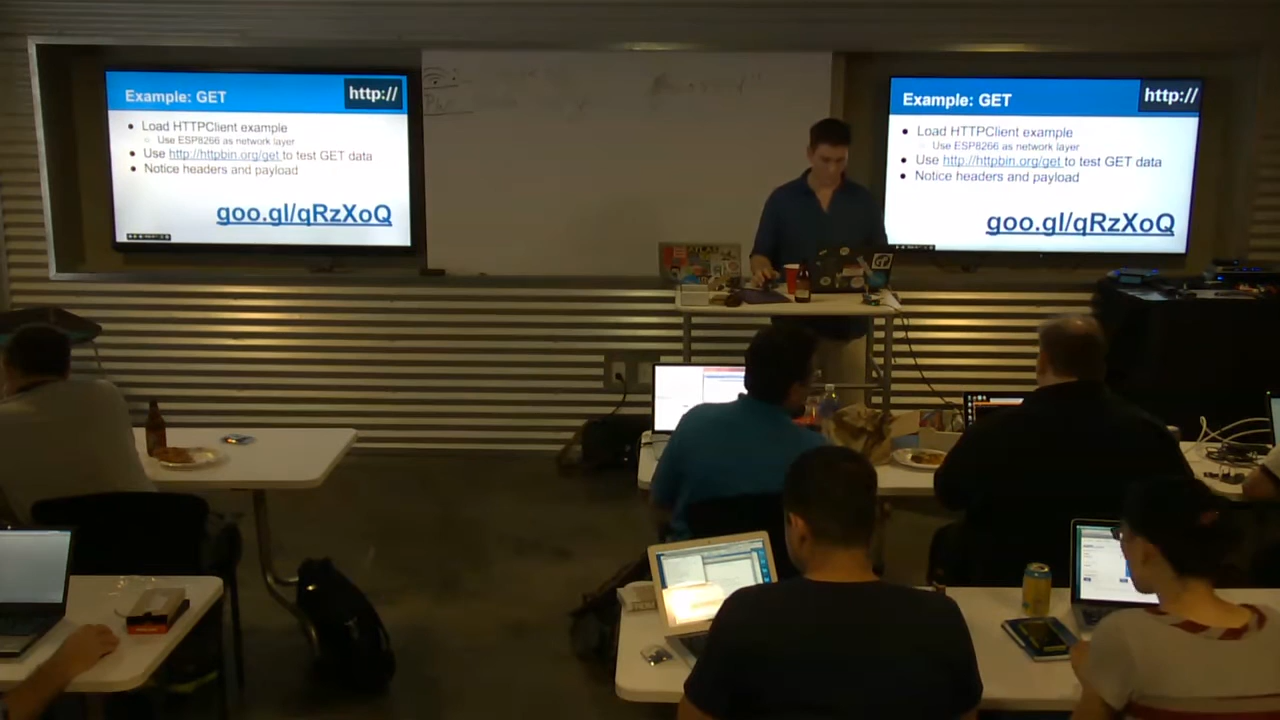 Example: GET
http://
● Load HTTPClient example
○ Use ESP8266 as network layer
● Use http://httpbin.org/get to test GET data
● Notice headers and payload
goo.gl/qRzXoQ
Example: GET
http://
● Load HTTPClient example
○ Use ESP8266 as network layer
● Use http://httpbin.org/get to test GET data
● Notice headers and payload
goo.gl/qRzXoQ